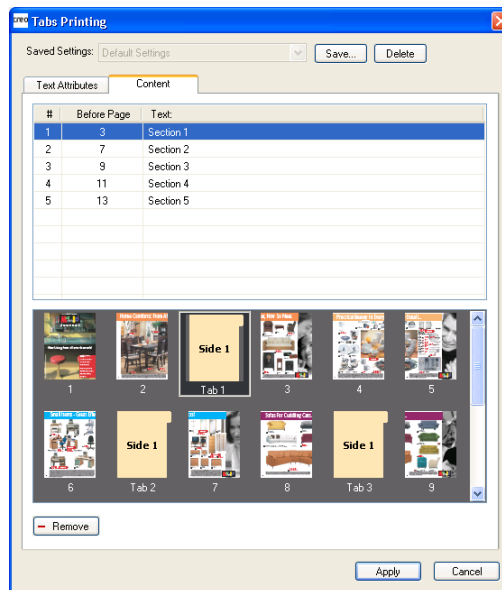 creo Tabs Printing
Saved Settings: Default Settings Save... Delete
Text Attributes Content
# Before Page Text:
1 3 Section 1
2 7 Section 2
3 9 Section 3
4 11 Section 4
5 13 Section 5
Side 1
1 2 Tab 1 3 4 5
Side 1 Side 1
6 Tab 2 7 8 Tab 3 9
Remove
Apply Cancel